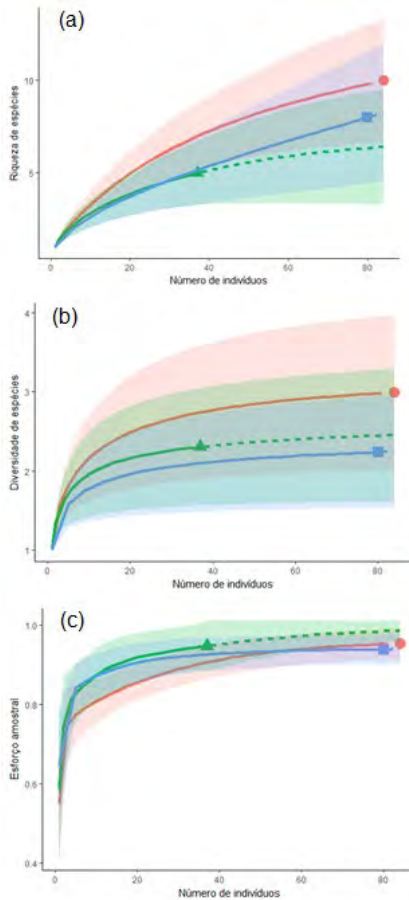 (a)
Riqueza de espécies
10
5
0 20 40 60 80
Número de indivíduos
(b)
Diversidade de espécies
4
3
2
1
0 20 40 60 80
Número de indivíduos
(c)
Esforço amostral
1.0
0.8
0.6
0.4
0 20 40 60 80
Número de indivíduos